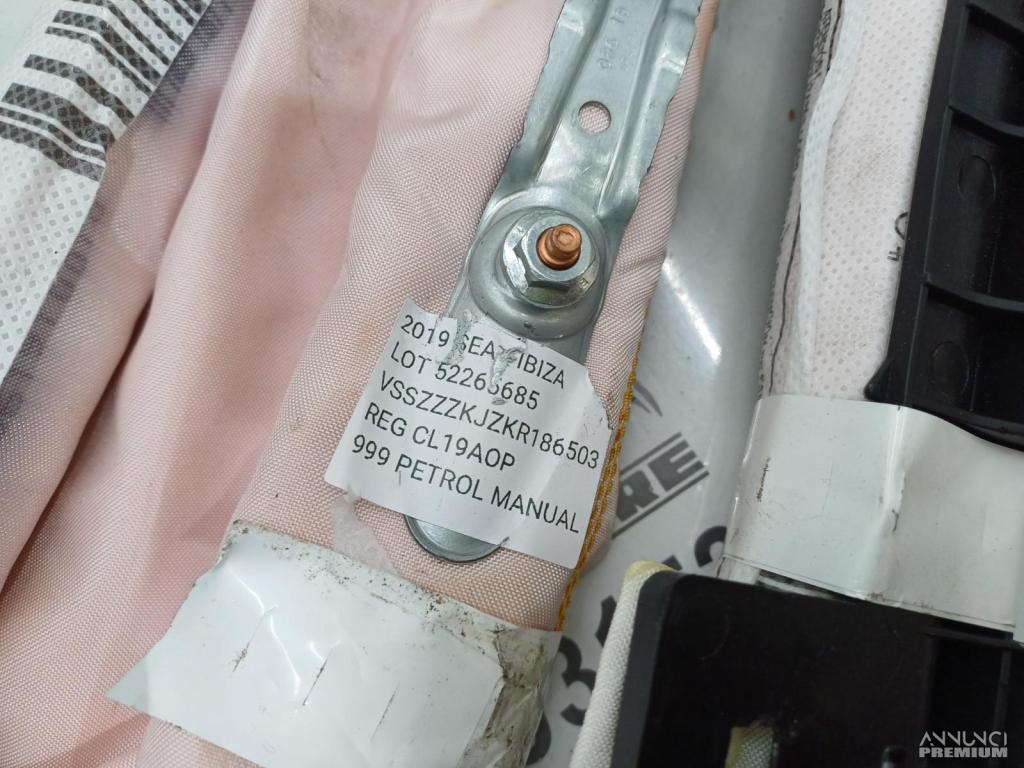 2019 SEAT IBIZA
LOT 52265685
VSSZZZKJZKR186503
REG CL19AOP
999 PETROL MANUAL
ANNUNCI
PREMIUM